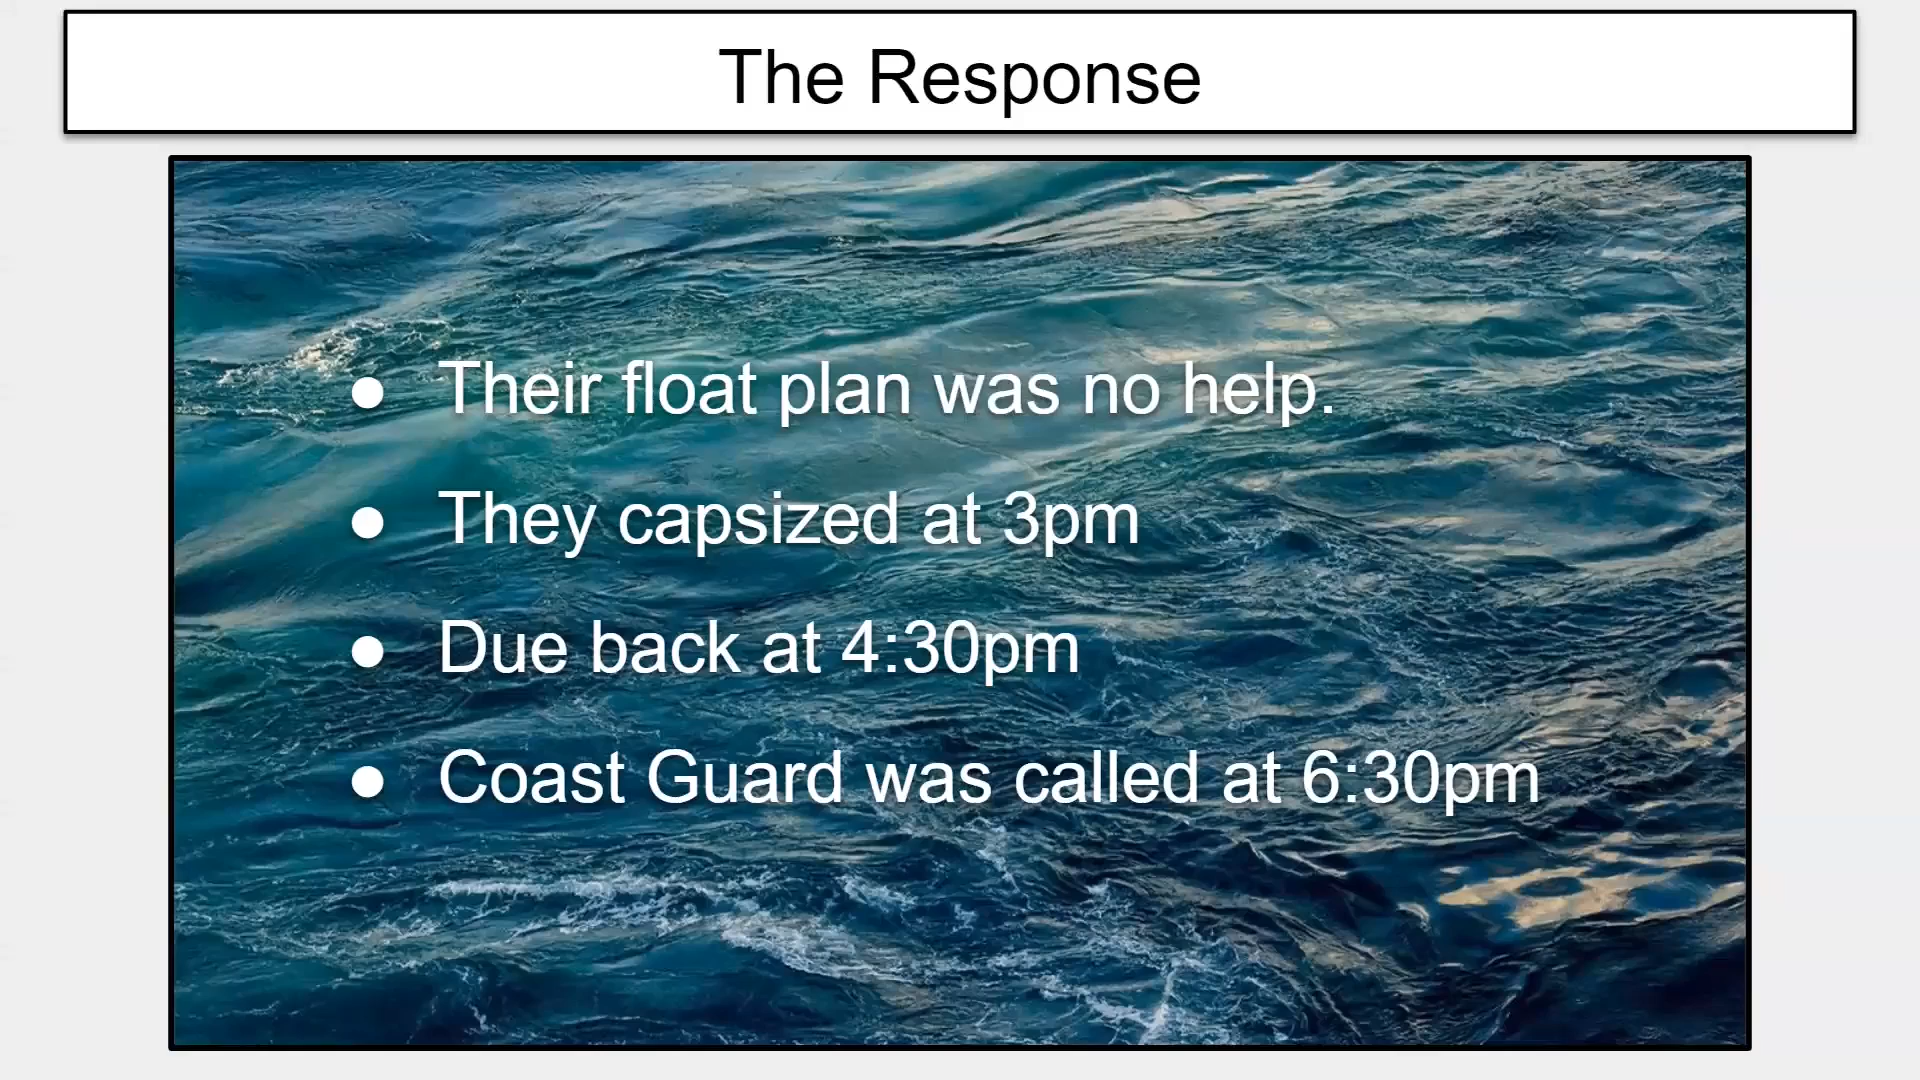 The Response
● Their float plan was no help.
● They capsized at 3pm
● Due back at 4:30pm
● Coast Guard was called at 6:30pm